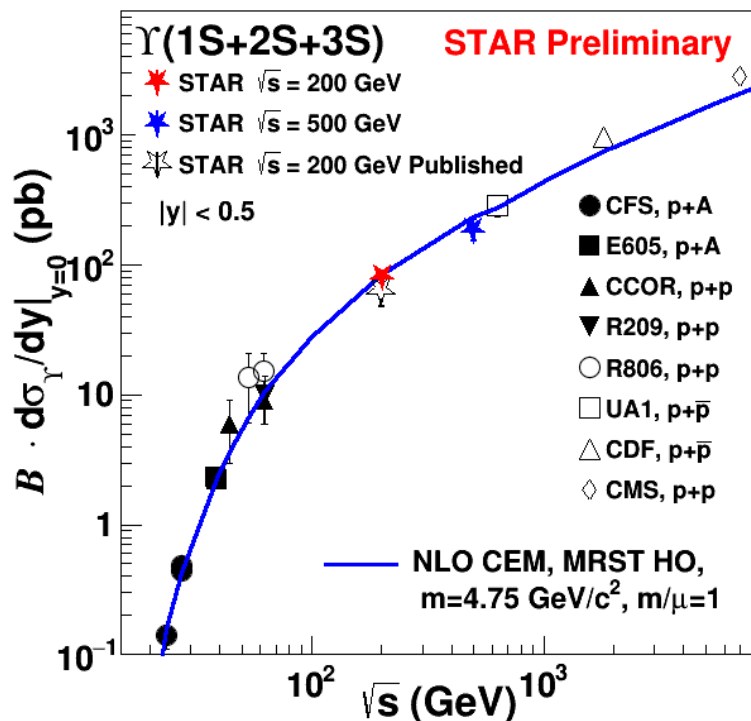 ϒ(1S+2S+3S) STAR Preliminary
STAR √s = 200 GeV
STAR √s = 500 GeV
STAR √s = 200 GeV Published
|y| < 0.5
CFS, p+A
E605, p+A
CCOR, p+p
R209, p+p
R806, p+p
UA1, p+p̅
CDF, p+p̅
CMS, p+p
NLO CEM, MRST HO,
m=4.75 GeV/c², m/μ=1
B · dσ_ϒ/dy|_{y=0} (pb)
10³
10²
10
1
10⁻¹
10² 10³
√s (GeV)